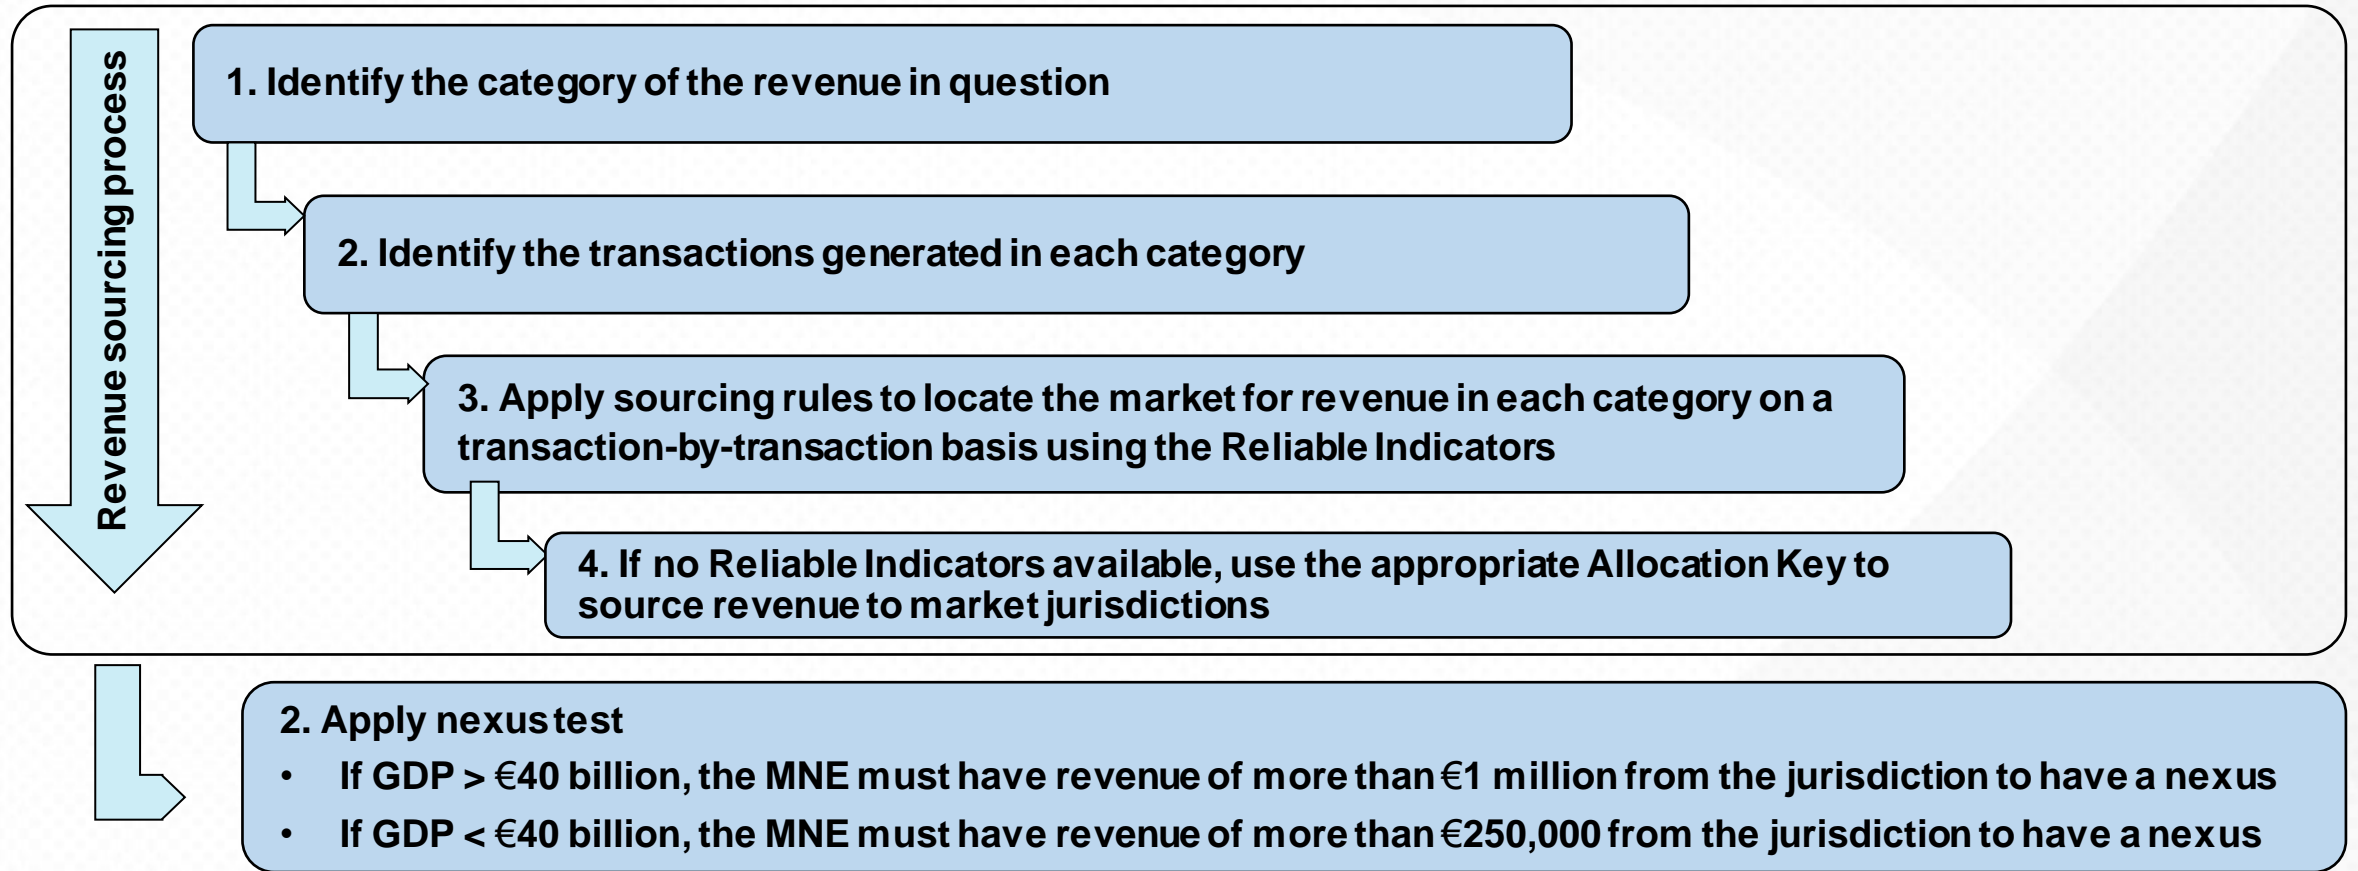 Revenue sourcing process
1. Identify the category of the revenue in question
2. Identify the transactions generated in each category
3. Apply sourcing rules to locate the market for revenue in each category on a
transaction-by-transaction basis using the Reliable Indicators
4. If no Reliable Indicators available, use the appropriate Allocation Key to
source revenue to market jurisdictions
2. Apply nexus test
• If GDP > €40 billion, the MNE must have revenue of more than €1 million from the jurisdiction to have a nexus
• If GDP < €40 billion, the MNE must have revenue of more than €250,000 from the jurisdiction to have a nexus